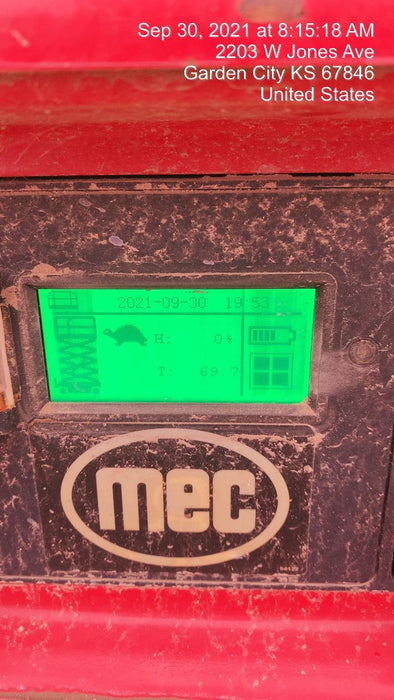 Sep 30, 2021 at 8:15:18 AM
2203 W Jones Ave
Garden City KS 67846
United States
2021-09-30 19 53
H: 0%
T: 69.7
mec